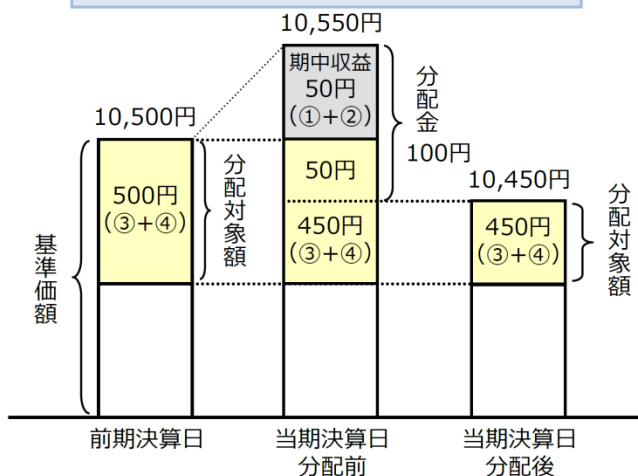 10,550円
期中収益
50円
(①+②)
分配金
100円
10,500円
500円
(③+④)
分配対象額
50円
450円
(③+④)
10,450円
450円
(③+④)
分配対象額
基準価額
前期決算日
当期決算日
分配前
当期決算日
分配後